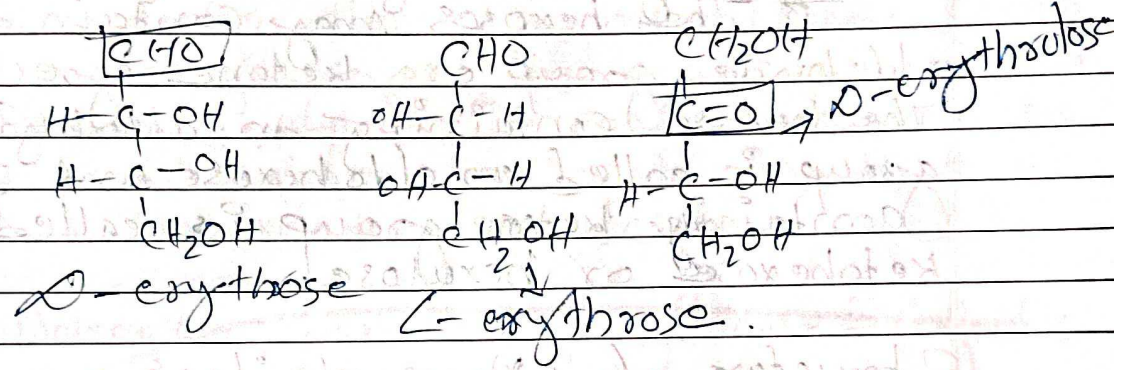 CHO CHO CH2OH
H-C-OH OH-C-H C=O → D-erythrulose
H-C-OH OH-C-H H-C-OH
CH2OH CH2OH CH2OH
D-erythrose L-erythrose.